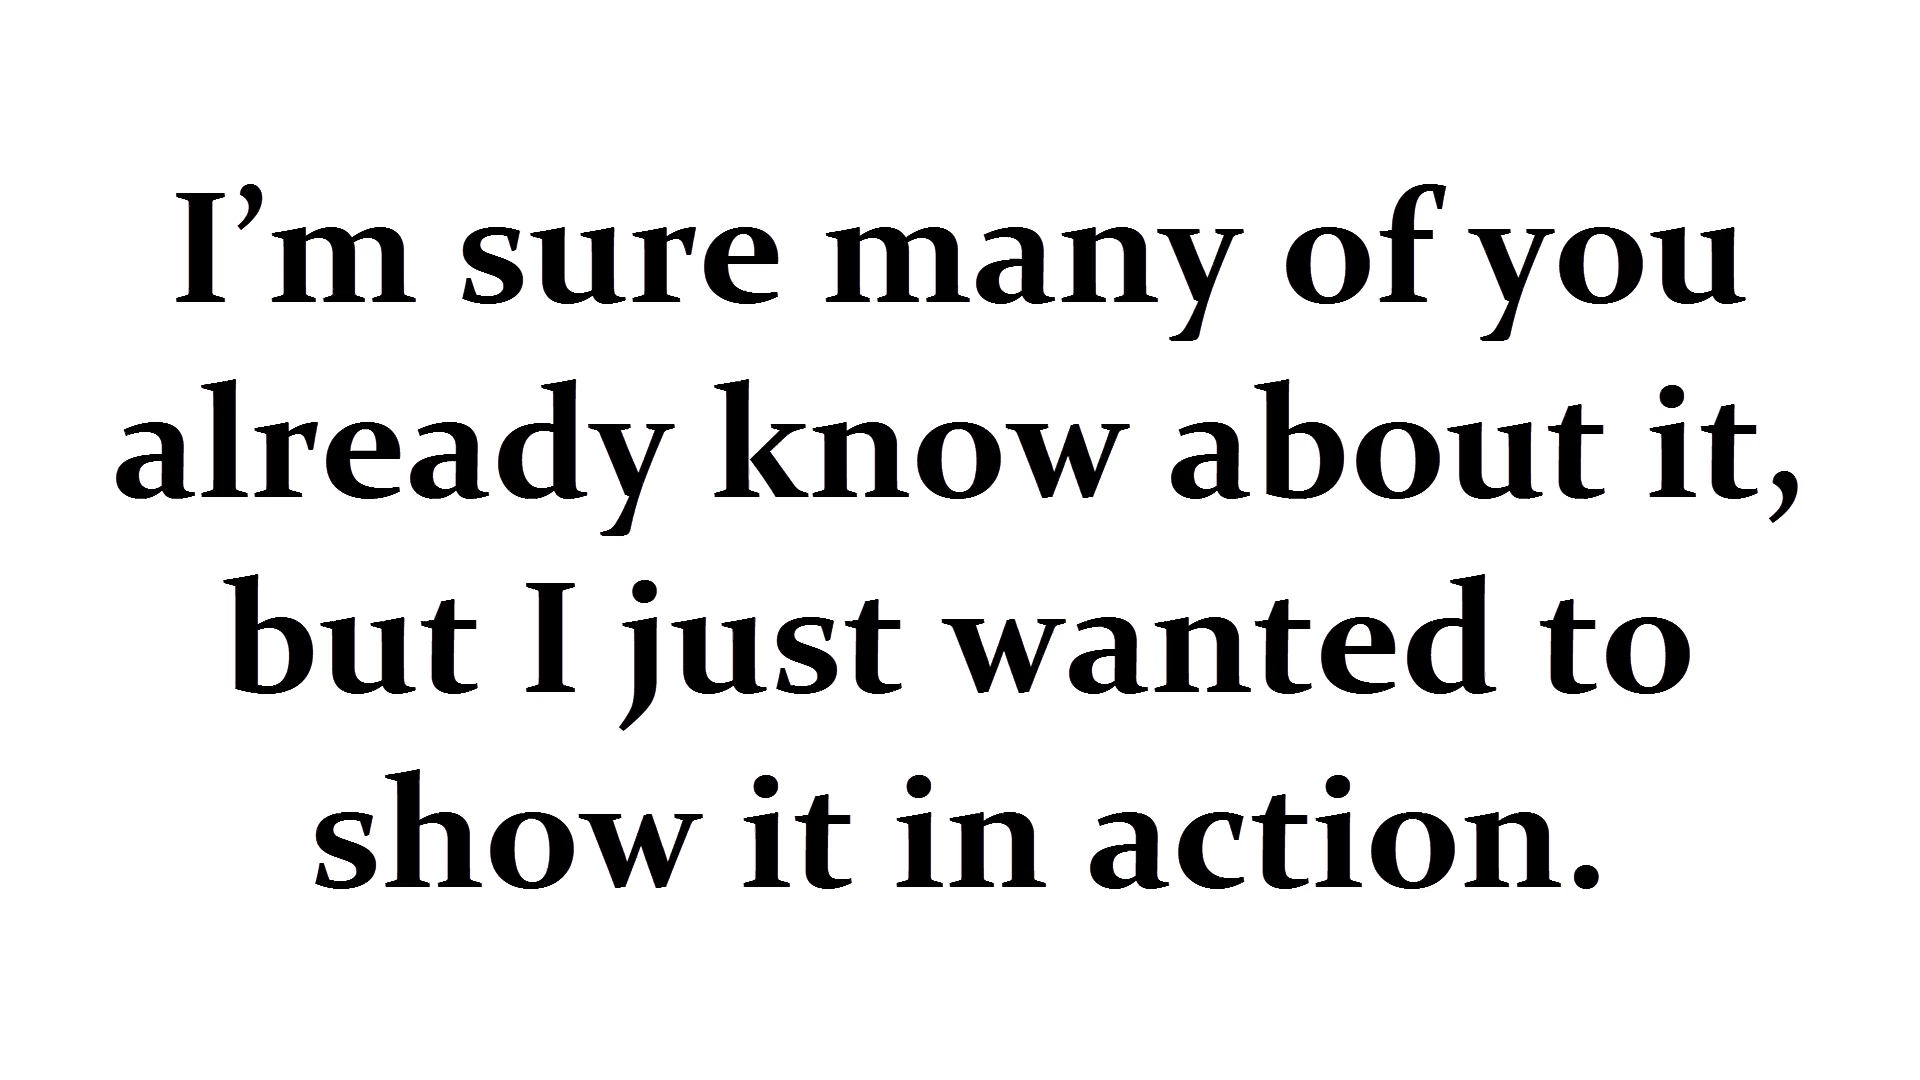 I’m sure many of you
already know about it,
but I just wanted to
show it in action.